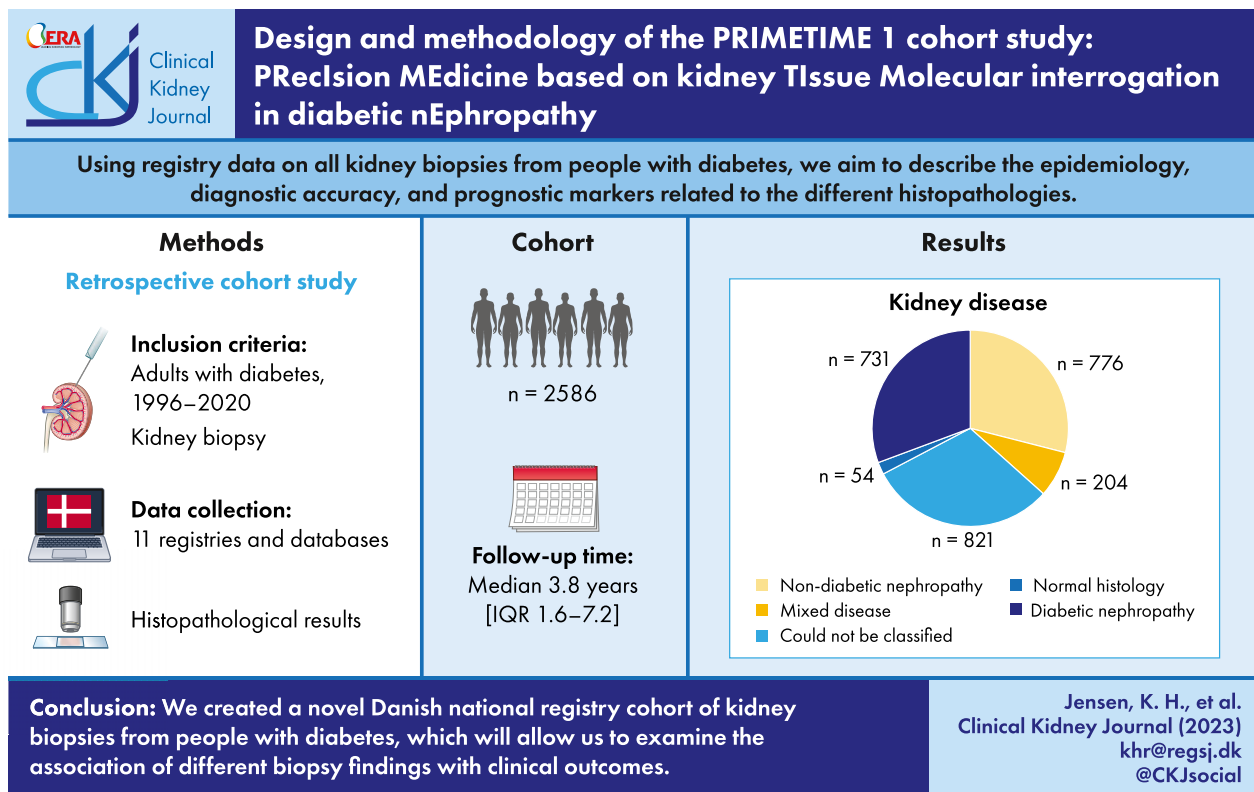 ERA
CKJ
Clinical
Kidney
Journal
Design and methodology of the PRIMETIME 1 cohort study:
PRecIsion MEdicine based on kidney TIssue Molecular interrogation
in diabetic nEphropathy
Using registry data on all kidney biopsies from people with diabetes, we aim to describe the epidemiology,
diagnostic accuracy, and prognostic markers related to the different histopathologies.
Methods
Retrospective cohort study
Inclusion criteria:
Adults with diabetes,
1996–2020
Kidney biopsy
Data collection:
11 registries and databases
Histopathological results
Cohort
n = 2586
Follow-up time:
Median 3.8 years
[IQR 1.6–7.2]
Results
Kidney disease
n = 731
n = 776
n = 54
n = 204
n = 821
Non-diabetic nephropathy
Mixed disease
Could not be classified
Normal histology
Diabetic nephropathy
Conclusion: We created a novel Danish national registry cohort of kidney
biopsies from people with diabetes, which will allow us to examine the
association of different biopsy findings with clinical outcomes.
Jensen, K. H., et al.
Clinical Kidney Journal (2023)
khr@regsj.dk
@CKJsocial